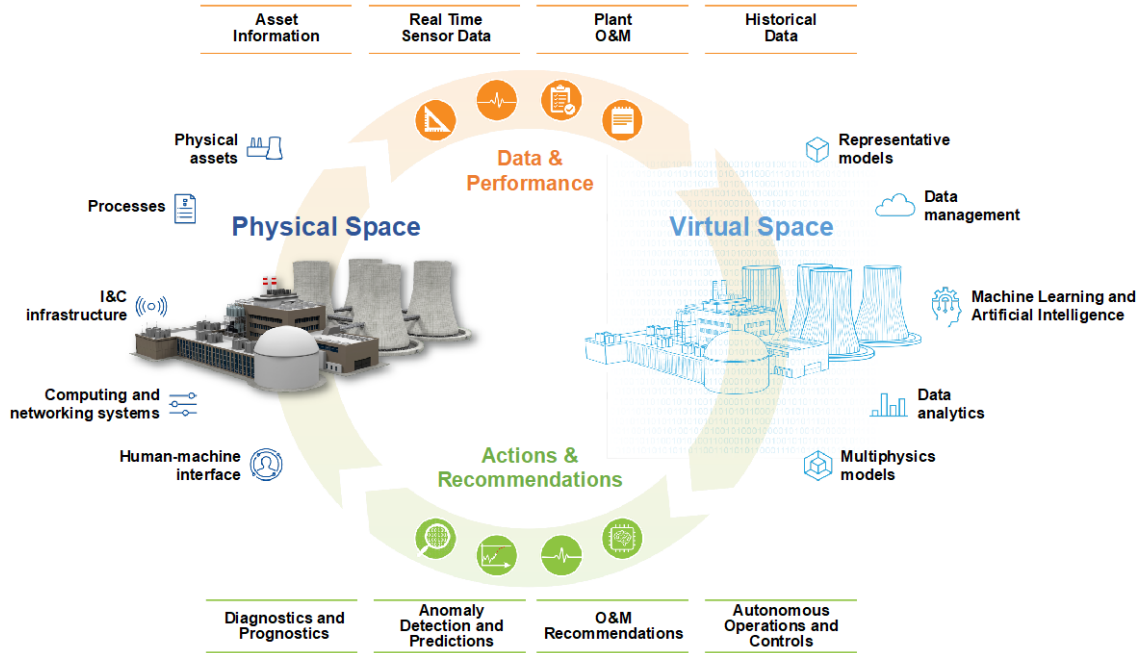 Asset
Information
Real Time
Sensor Data
Plant
O&M
Historical
Data
Data &
Performance
Physical
assets
Processes
Physical Space
I&C
infrastructure
Computing and
networking systems
Human-machine
interface
Representative
models
Data
management
Virtual Space
Machine Learning and
Artificial Intelligence
Data
analytics
Multiphysics
models
Actions &
Recommendations
Diagnostics and
Prognostics
Anomaly
Detection and
Predictions
O&M
Recommendations
Autonomous
Operations and
Controls